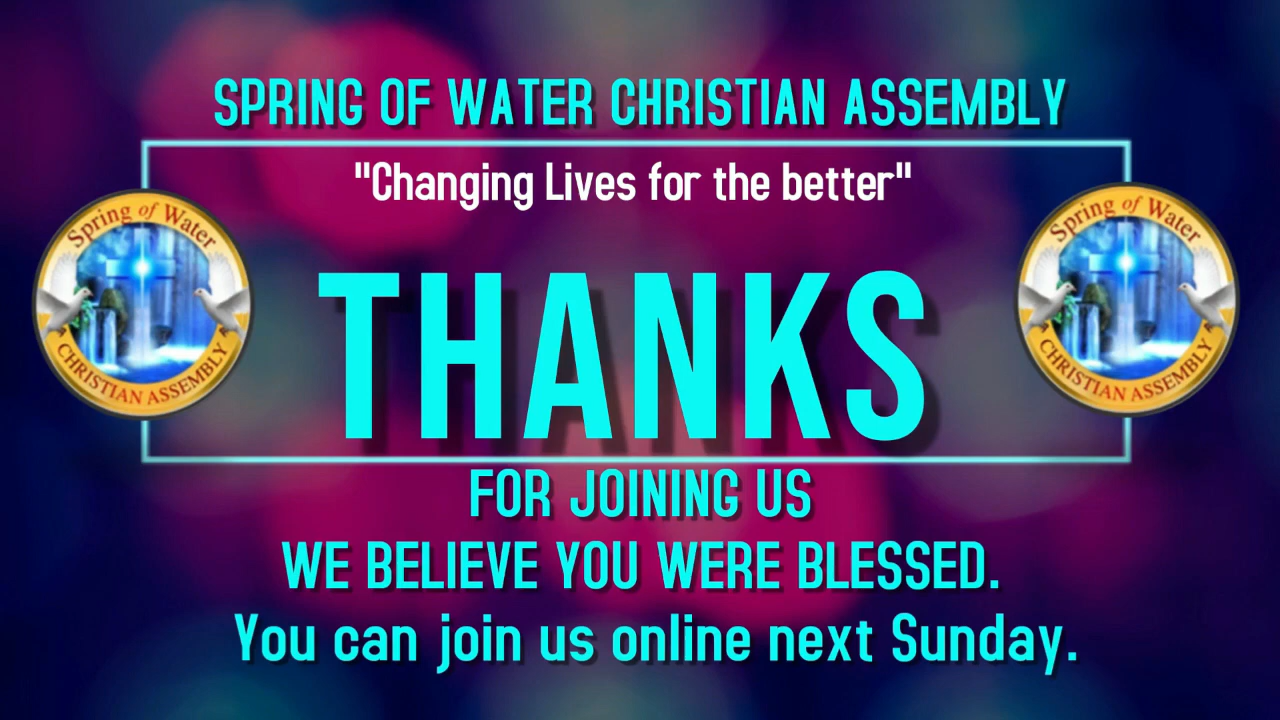 SPRING OF WATER CHRISTIAN ASSEMBLY
"Changing Lives for the better"
Spring of Water
CHRISTIAN ASSEMBLY
Spring of Water
CHRISTIAN ASSEMBLY
THANKS
FOR JOINING US
WE BELIEVE YOU WERE BLESSED.
You can join us online next Sunday.